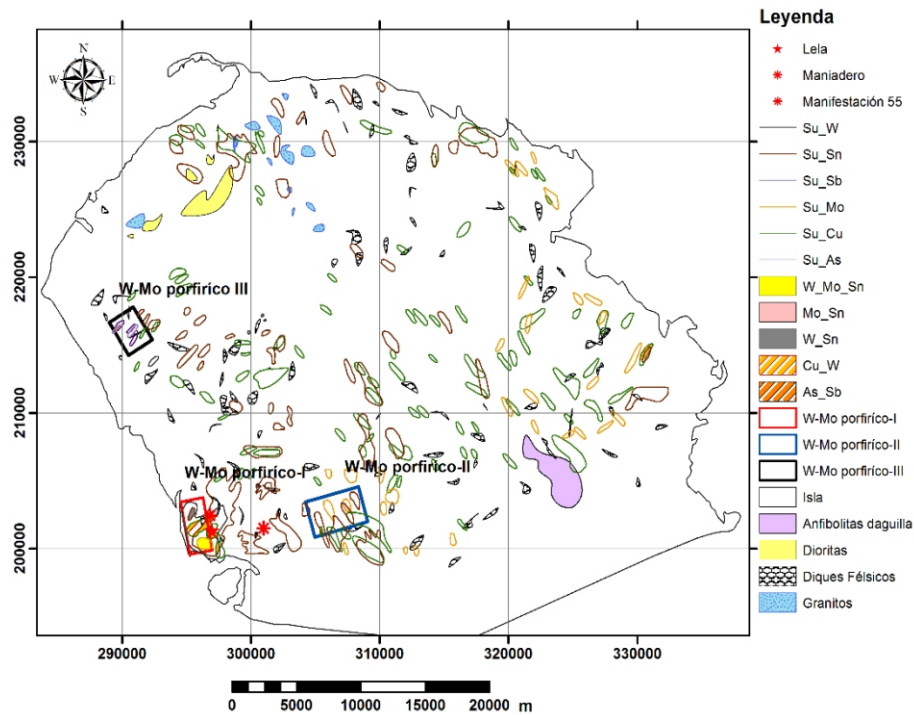 Leyenda
Lela
Maniadero
Manifestación 55
Su_W
Su_Sn
Su_Sb
Su_Mo
Su_Cu
Su_As
W_Mo_Sn
Mo_Sn
W_Sn
Cu_W
As_Sb
W-Mo porfiríco-I
W-Mo porfiríco-II
W-Mo porfiríco-III
Isla
Anfibolitas daguilla
Dioritas
Diques Félsicos
Granitos
N
W
E
S
230000
220000
210000
200000
W-Mo porfirico III
W-Mo porfirico-I
W-Mo porfirico-II
290000
300000
310000
320000
330000
0
5000
10000
15000
20000
m